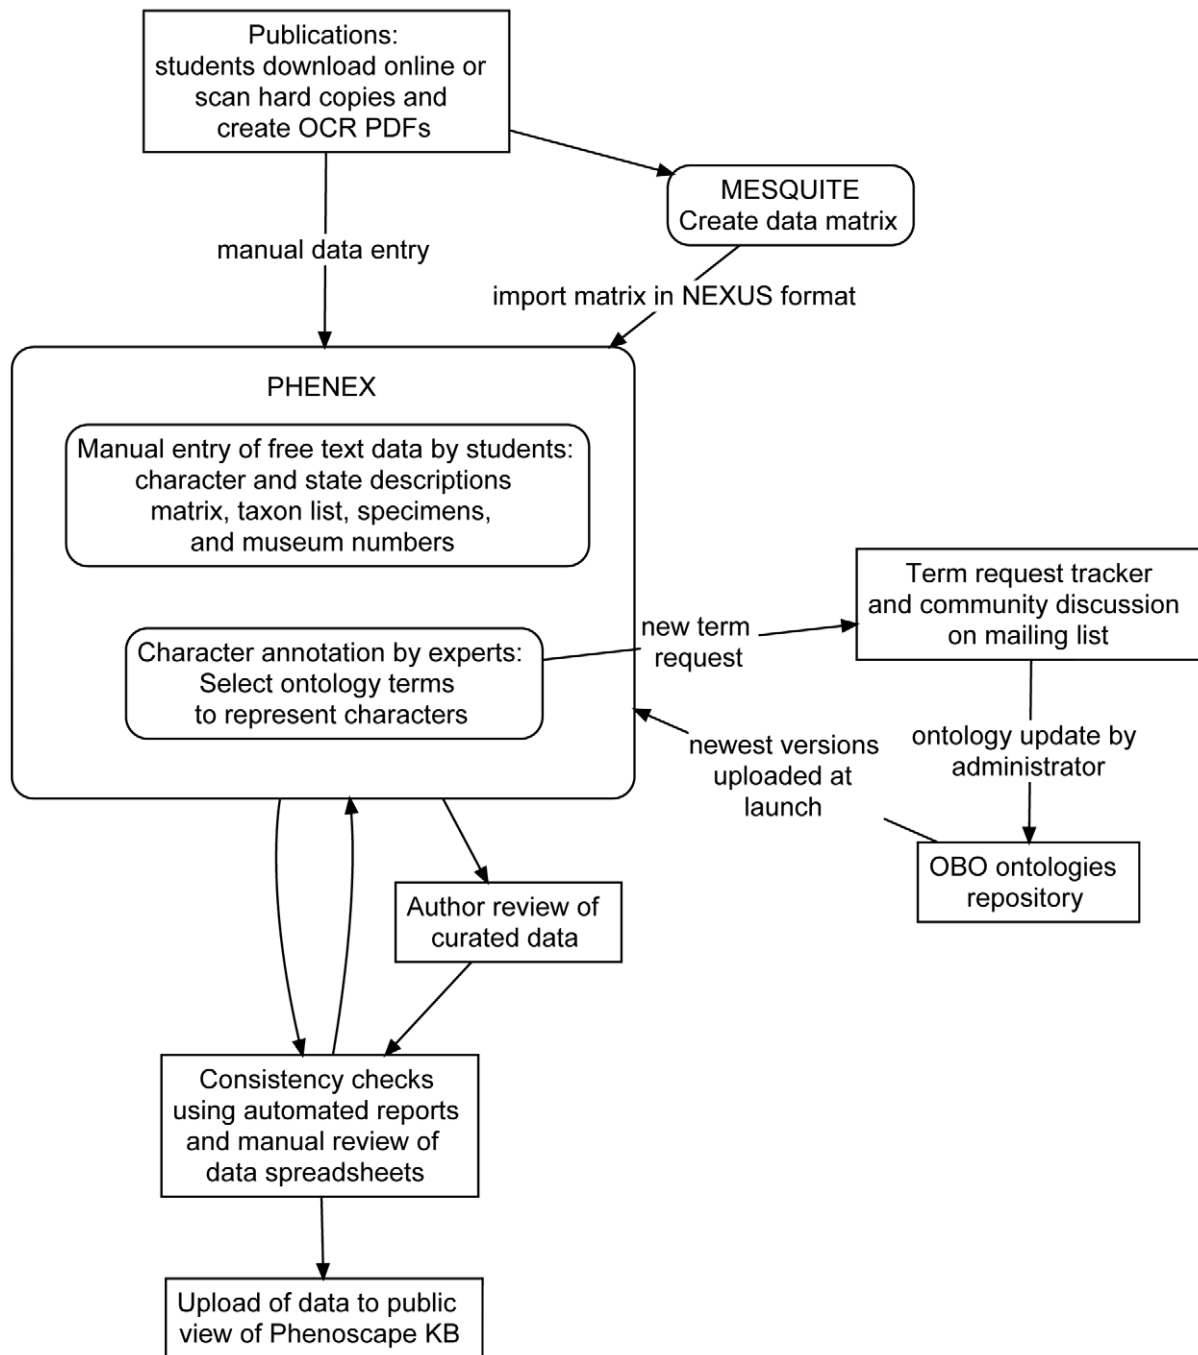 Publications:
students download online or
scan hard copies and
create OCR PDFs
MESQUITE
Create data matrix
manual data entry
import matrix in NEXUS format
PHENEX
Manual entry of free text data by students:
character and state descriptions
matrix, taxon list, specimens,
and museum numbers
Character annotation by experts:
Select ontology terms
to represent characters
new term
request
Term request tracker
and community discussion
on mailing list
ontology update by
administrator
newest versions
uploaded at
launch
OBO ontologies
repository
Author review of
curated data
Consistency checks
using automated reports
and manual review of
data spreadsheets
Upload of data to public
view of Phenoscape KB